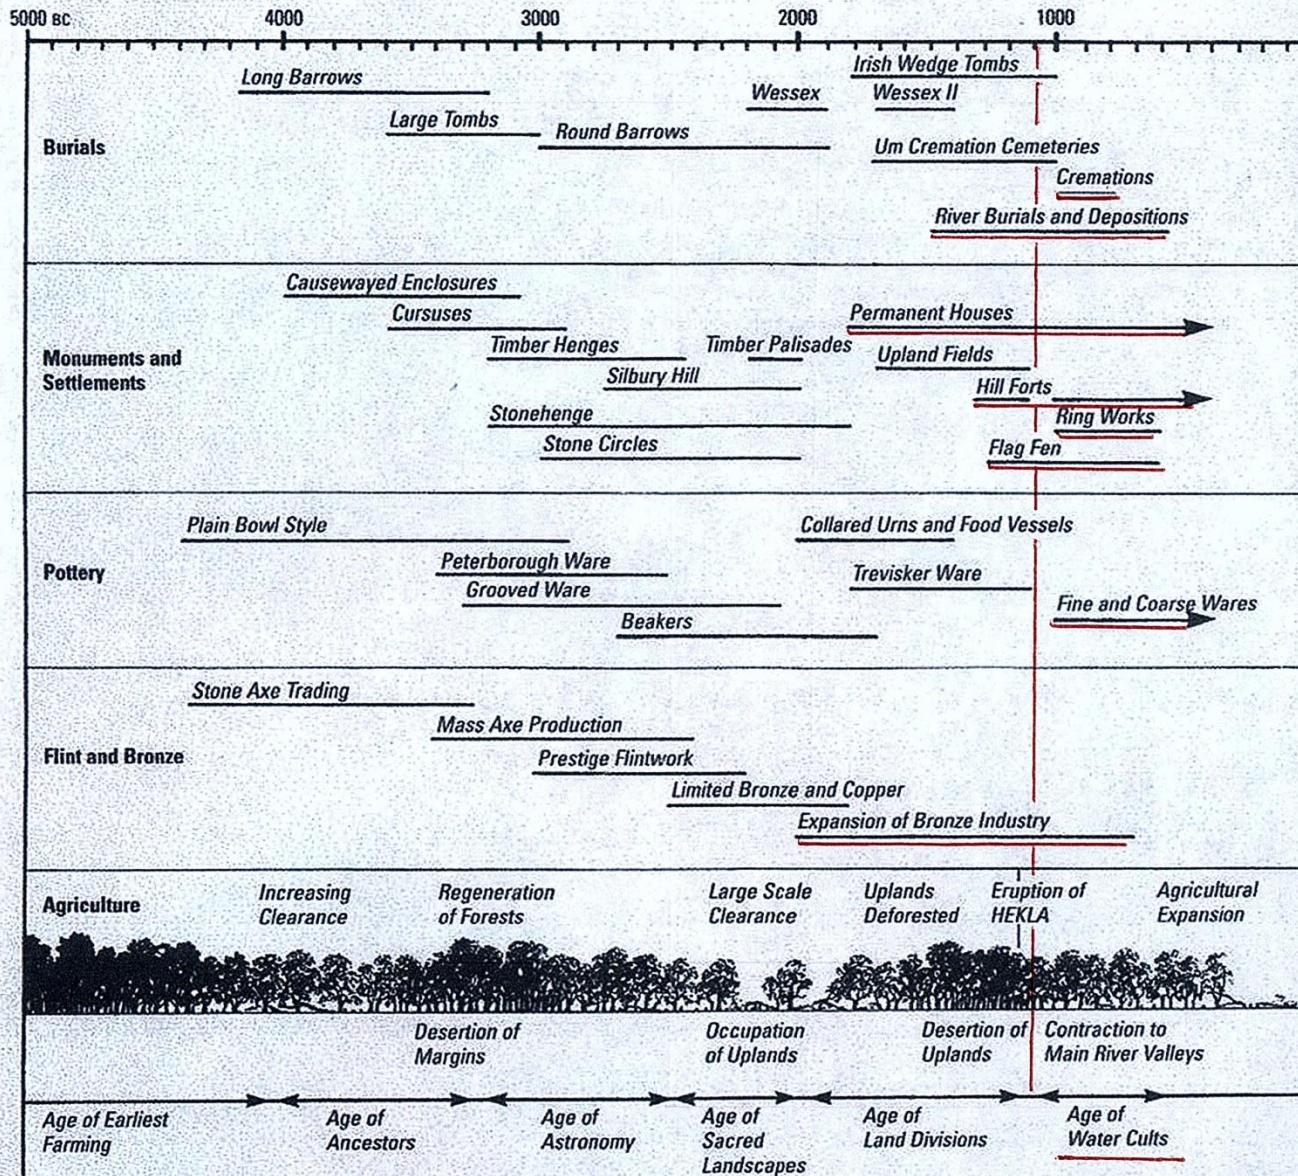 5000 BC 4000 3000 2000 1000
Burials
Long Barrows
Large Tombs
Round Barrows
Wessex
Irish Wedge Tombs
Wessex II
Um Cremation Cemeteries
Cremations
River Burials and Depositions
Monuments and
Settlements
Causewayed Enclosures
Cursuses
Timber Henges
Timber Palisades
Silbury Hill
Stonehenge
Stone Circles
Permanent Houses
Upland Fields
Hill Forts
Ring Works
Flag Fen
Pottery
Plain Bowl Style
Peterborough Ware
Grooved Ware
Beakers
Collared Urns and Food Vessels
Trevisker Ware
Fine and Coarse Wares
Flint and Bronze
Stone Axe Trading
Mass Axe Production
Prestige Flintwork
Limited Bronze and Copper
Expansion of Bronze Industry
Agriculture
Increasing
Clearance
Regeneration
of Forests
Large Scale
Clearance
Uplands
Deforested
Eruption of
HEKLA
Agricultural
Expansion
Desertion of
Margins
Occupation
of Uplands
Desertion of
Uplands
Contraction to
Main River Valleys
Age of Earliest
Farming
Age of
Ancestors
Age of
Astronomy
Age of
Sacred
Landscapes
Age of
Land Divisions
Age of
Water Cults